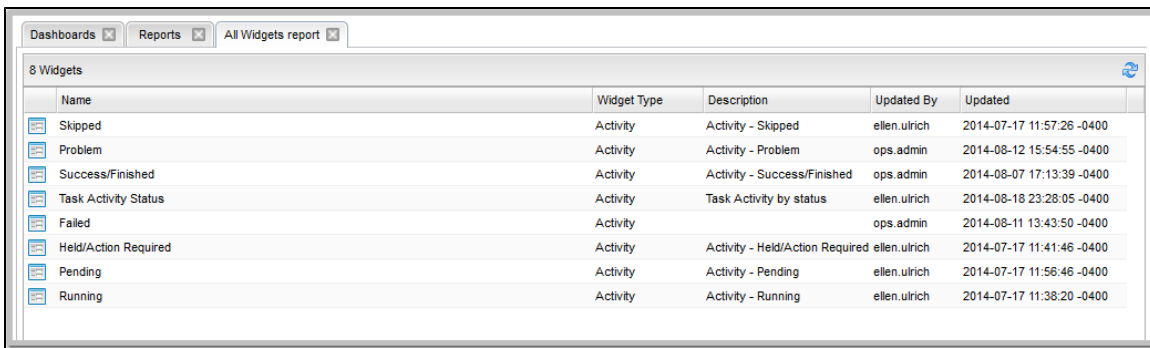 Dashboards Reports All Widgets report
8 Widgets
Name Widget Type Description Updated By Updated
Skipped Activity Activity - Skipped ellen.ulrich 2014-07-17 11:57:26 -0400
Problem Activity Activity - Problem ops.admin 2014-08-12 15:54:55 -0400
Success/Finished Activity Activity - Success/Finished ops.admin 2014-08-07 17:13:39 -0400
Task Activity Status Activity Task Activity by status ellen.ulrich 2014-08-18 23:28:05 -0400
Failed Activity ops.admin 2014-08-11 13:43:50 -0400
Held/Action Required Activity Activity - Held/Action Required ellen.ulrich 2014-07-17 11:41:46 -0400
Pending Activity Activity - Pending ellen.ulrich 2014-07-17 11:56:46 -0400
Running Activity Activity - Running ellen.ulrich 2014-07-17 11:38:20 -0400